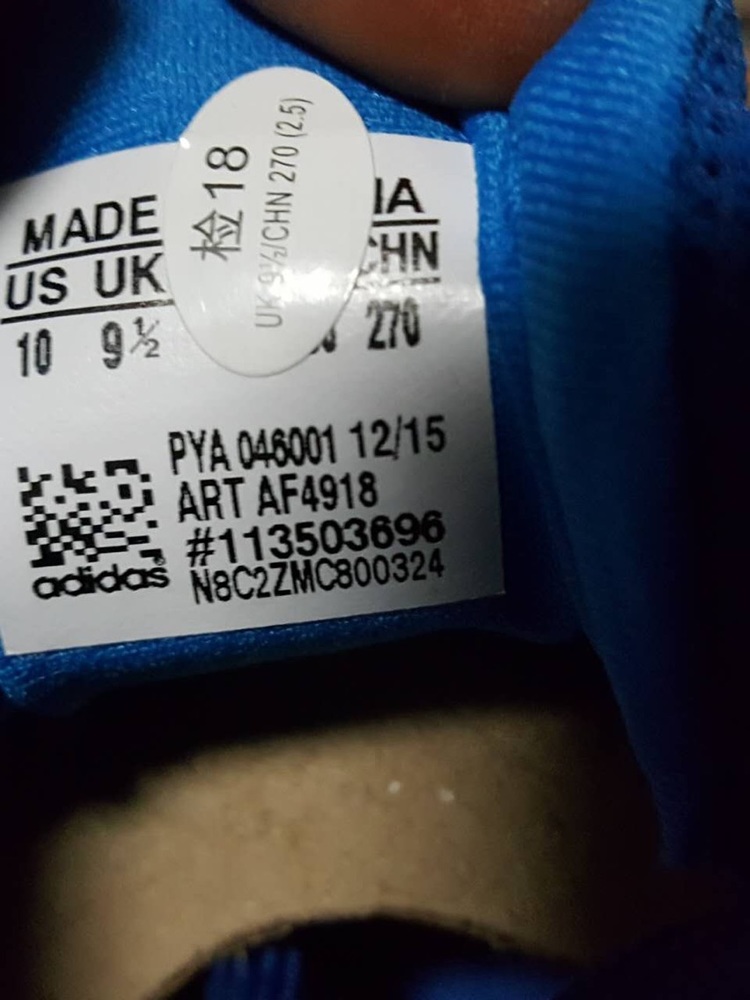 检18
UK 9½/CHN 270 (2.5)
MADE IA
US UK CHN
10 9½ 270
PYA 046001 12/15
ART AF4918
#113503696
adidas® N8C2ZMC800324